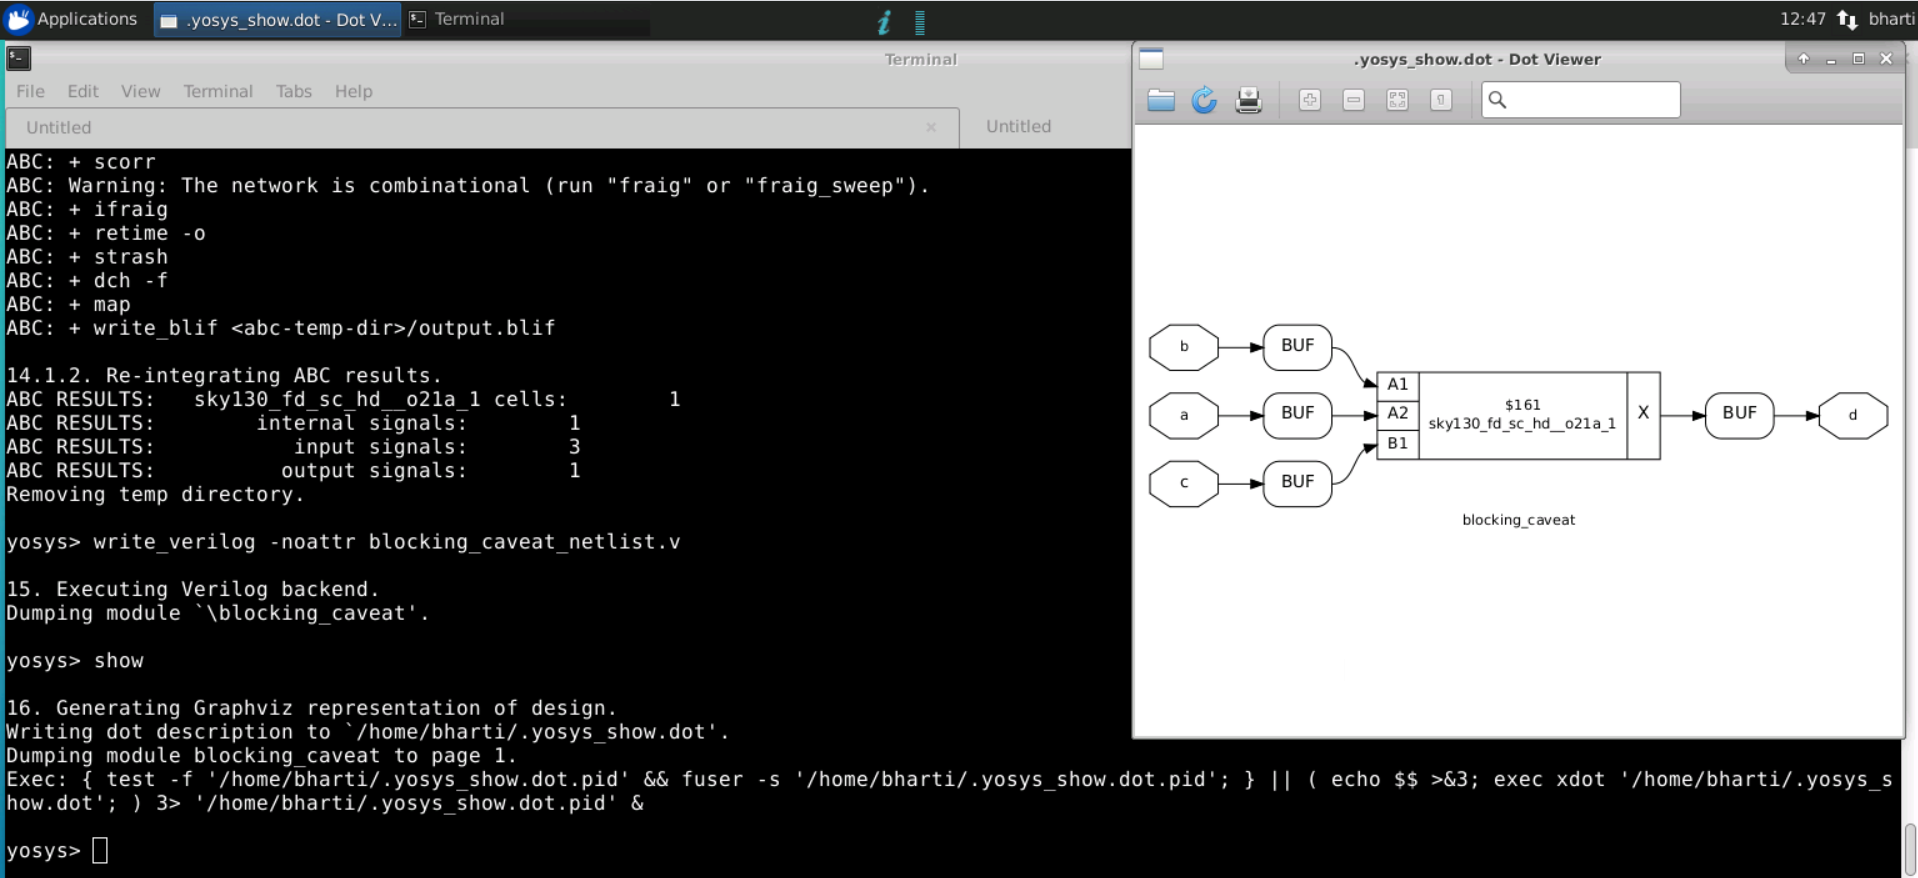 Applications
.yosys_show.dot - Dot V...
Terminal
12:47
bharti
Terminal
File Edit View Terminal Tabs Help
Untitled
Untitled
ABC: + scorr
ABC: Warning: The network is combinational (run "fraig" or "fraig_sweep").
ABC: + ifraig
ABC: + retime -o
ABC: + strash
ABC: + dch -f
ABC: + map
ABC: + write_blif <abc-temp-dir>/output.blif
14.1.2. Re-integrating ABC results.
ABC RESULTS:   sky130_fd_sc_hd__o21a_1 cells:        1
ABC RESULTS:        internal signals:        1
ABC RESULTS:           input signals:        3
ABC RESULTS:          output signals:        1
Removing temp directory.
yosys> write_verilog -noattr blocking_caveat_netlist.v
15. Executing Verilog backend.
Dumping module `\blocking_caveat'.
yosys> show
16. Generating Graphviz representation of design.
Writing dot description to `/home/bharti/.yosys_show.dot'.
Dumping module blocking_caveat to page 1.
Exec: { test -f '/home/bharti/.yosys_show.dot.pid' && fuser -s '/home/bharti/.yosys_show.dot.pid'; } || ( echo $$ >&3; exec xdot '/home/bharti/.yosys_s
how.dot'; ) 3> '/home/bharti/.yosys_show.dot.pid' &
yosys>
.yosys_show.dot - Dot Viewer
b
BUF
a
BUF
c
BUF
A1
A2
B1
$161
sky130_fd_sc_hd__o21a_1
X
BUF
d
blocking_caveat